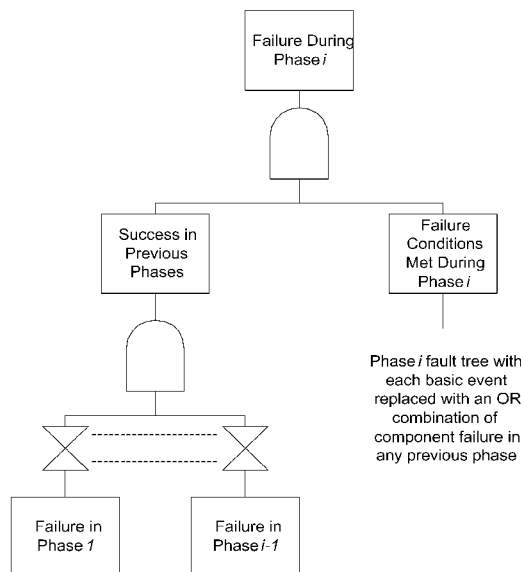 Failure During
Phase i
Success in
Previous
Phases
Failure
Conditions
Met During
Phase i
Phase i fault tree with
each basic event
replaced with an OR
combination of
component failure in
any previous phase
Failure in
Phase 1
Failure in
Phase i-1